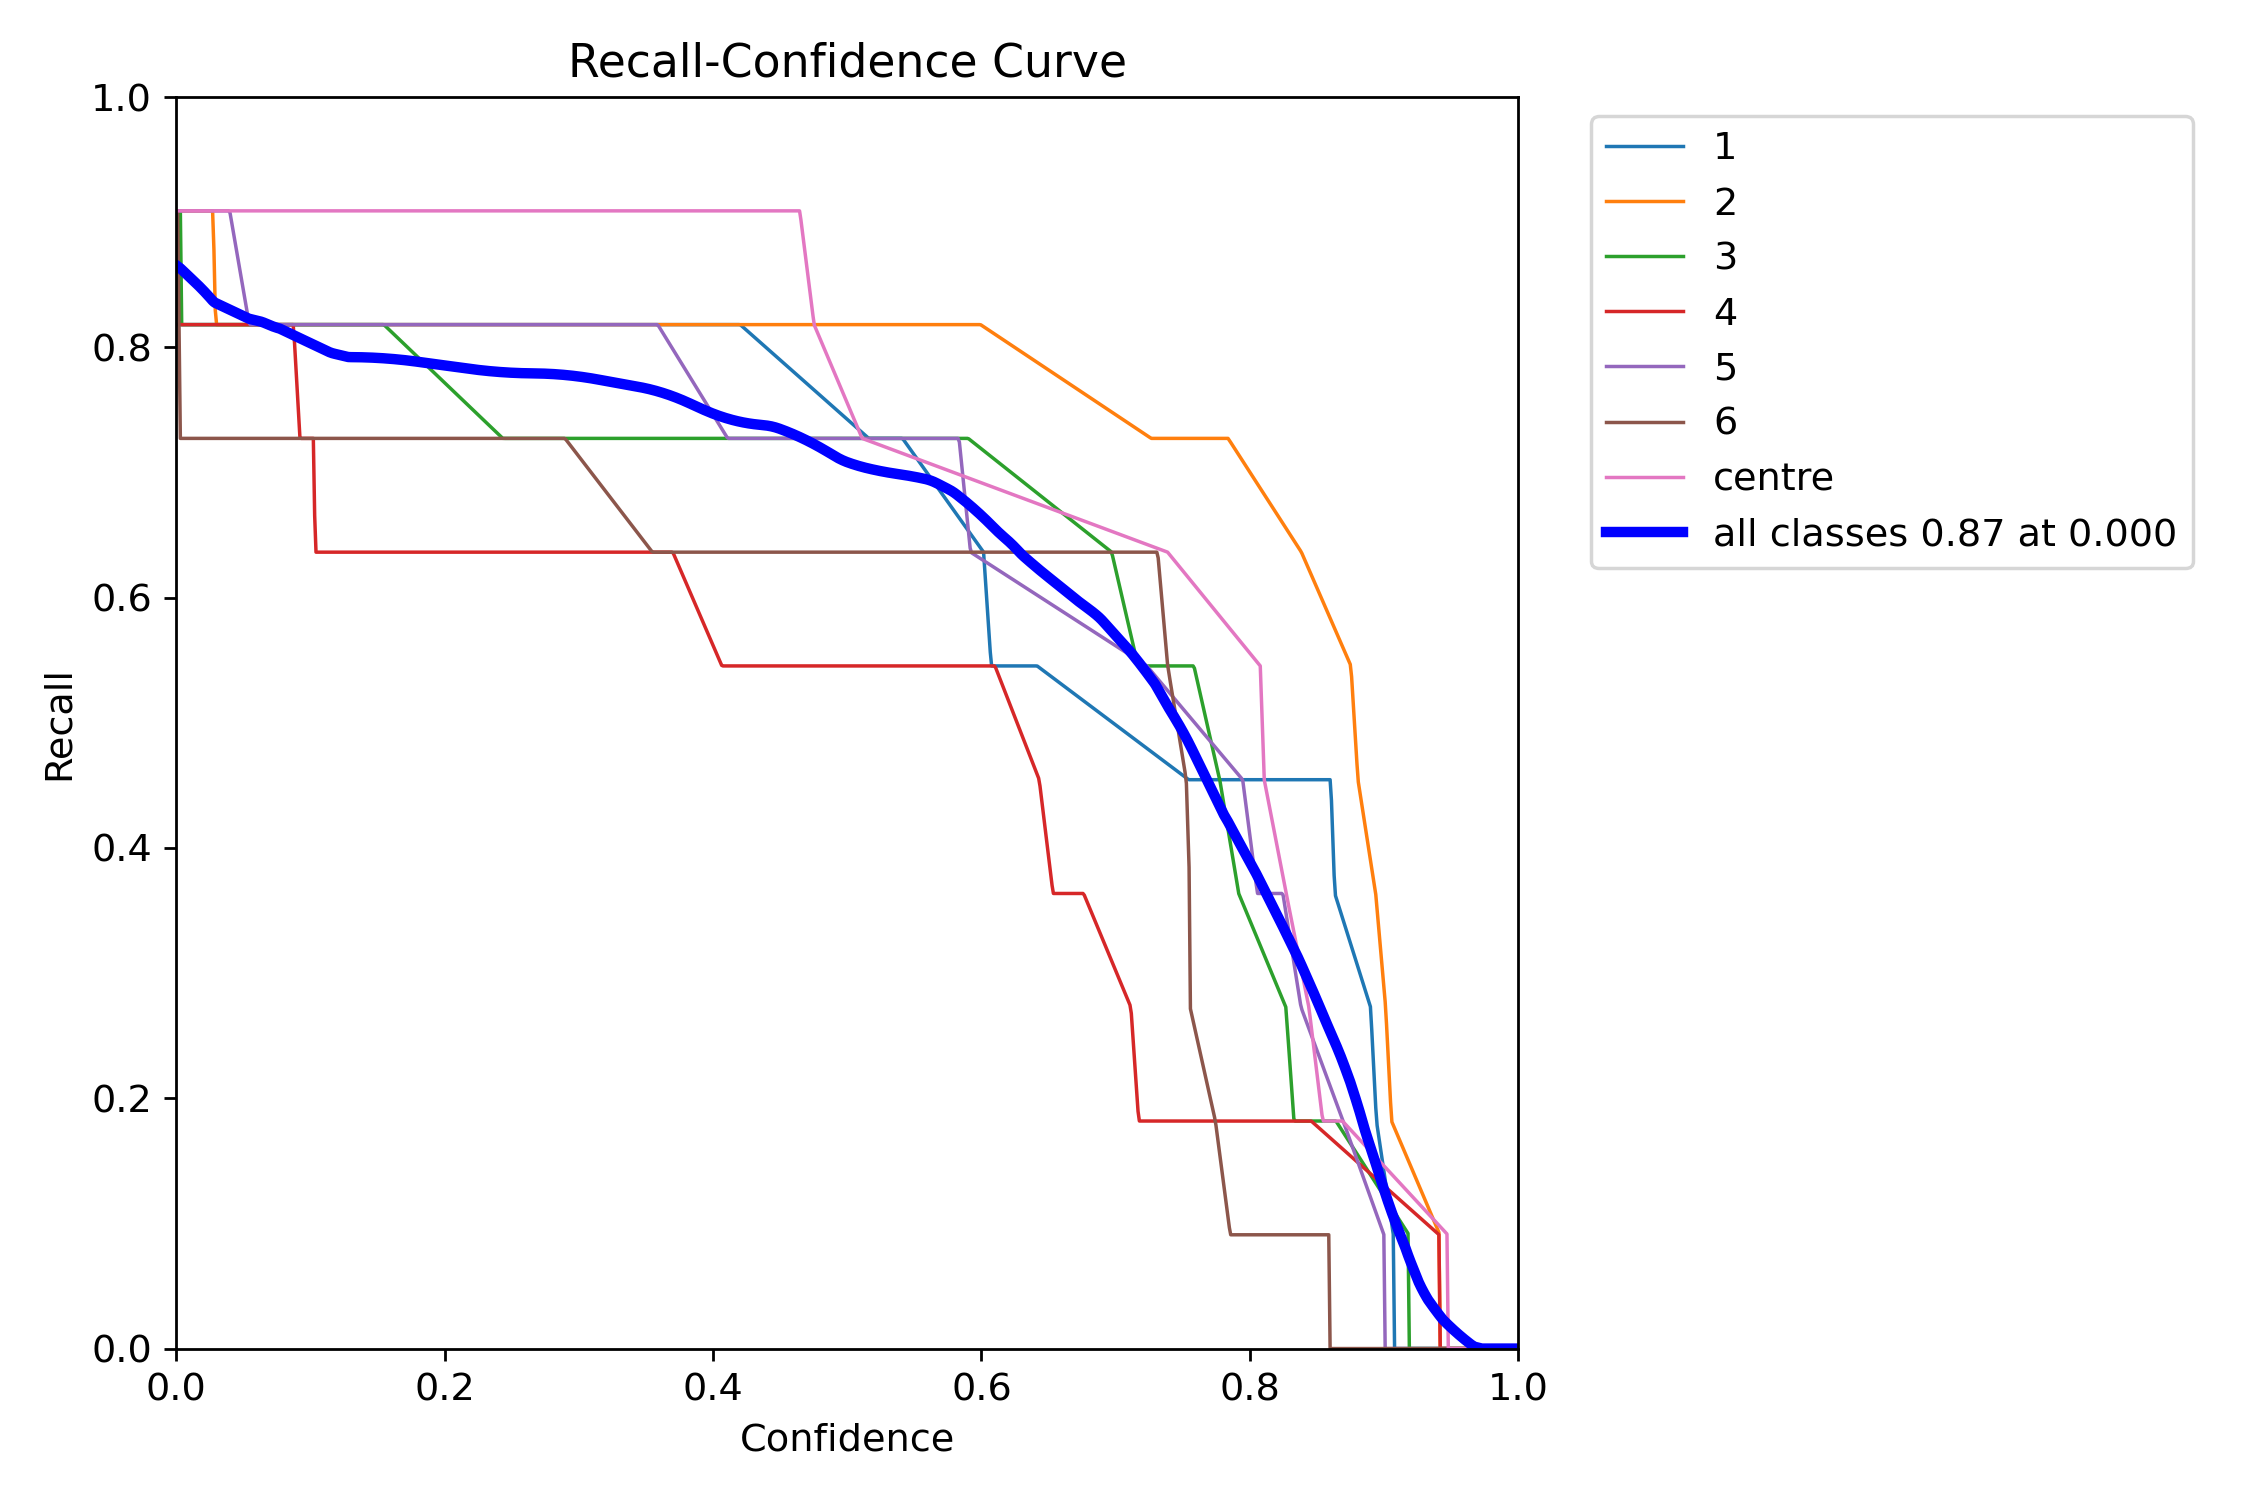 Recall-Confidence Curve
1.0
0.8
0.6
0.4
0.2
0.0
Recall
0.0 0.2 0.4 0.6 0.8 1.0
Confidence
1
2
3
4
5
6
centre
all classes 0.87 at 0.000